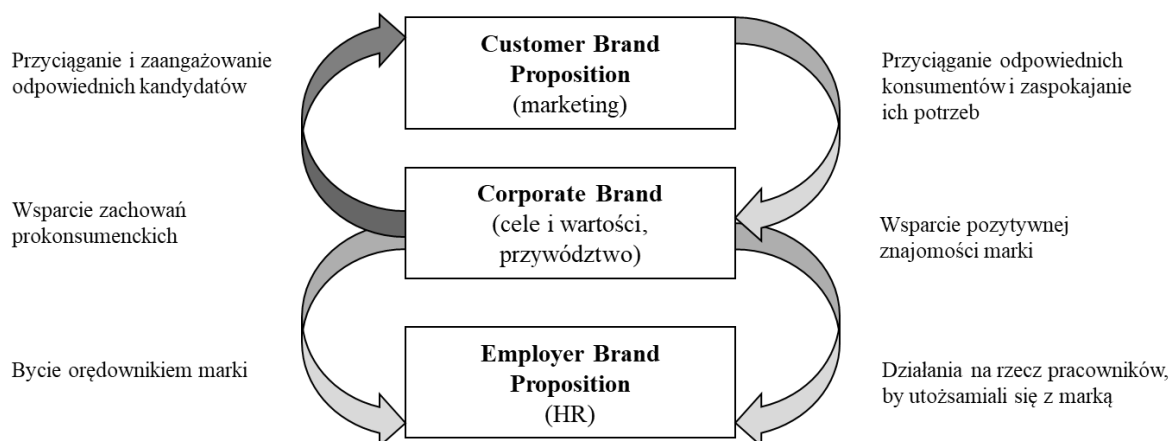 Przyciąganie i zaangażowanie
odpowiednich kandydatów
Wsparcie zachowań
prokonsumenckich
Bycie orędownikiem marki
Customer Brand
Proposition
(marketing)
Corporate Brand
(cele i wartości,
przywództwo)
Employer Brand
Proposition
(HR)
Przyciąganie odpowiednich
konsumentów i zaspokajanie
ich potrzeb
Wsparcie pozytywnej
znajomości marki
Działania na rzecz pracowników,
by utożsamiali się z marką